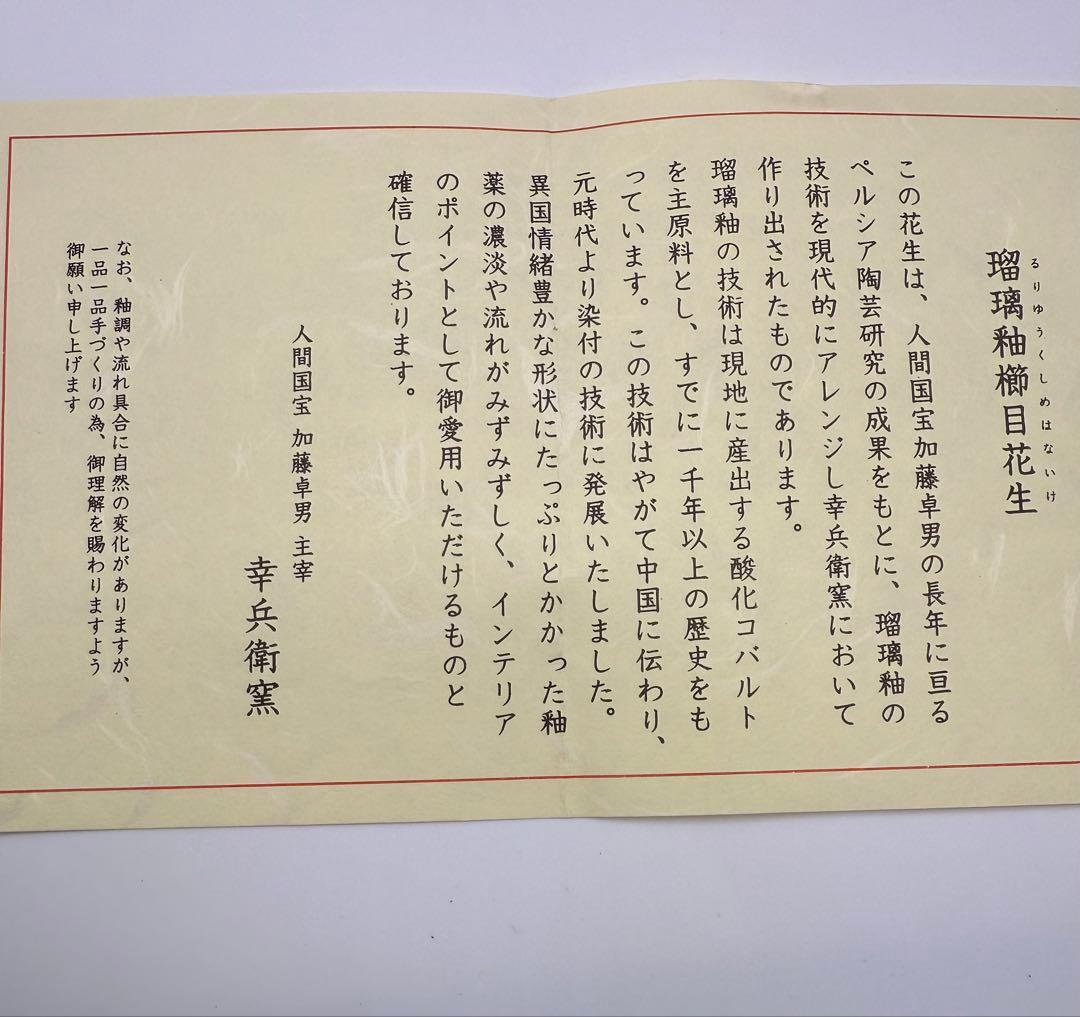 るりゆうくしめはないけ
瑠璃釉櫛目花生
この花生は、人間国宝加藤卓男の長年に亘る
ペルシア陶芸研究の成果をもとに、瑠璃釉の
技術を現代的にアレンジし幸兵衛窯において
作り出されたものであります。
瑠璃釉の技術は現地に産出する酸化コバルト
を主原料とし、すでに一千年以上の歴史をも
っています。この技術はやがて中国に伝わり、
元時代より染付の技術に発展いたしました。
異国情緒豊かな形状にたっぷりとかかった釉
薬の濃淡や流れがみずみずしく、インテリア
のポイントとして御愛用いただけるものと
確信しております。
人間国宝 加藤卓男 主宰
幸兵衛窯
なお、釉調や流れ具合に自然の変化がありますが、
一品一品手づくりの為、御理解を賜わりますよう
御願い申し上げます